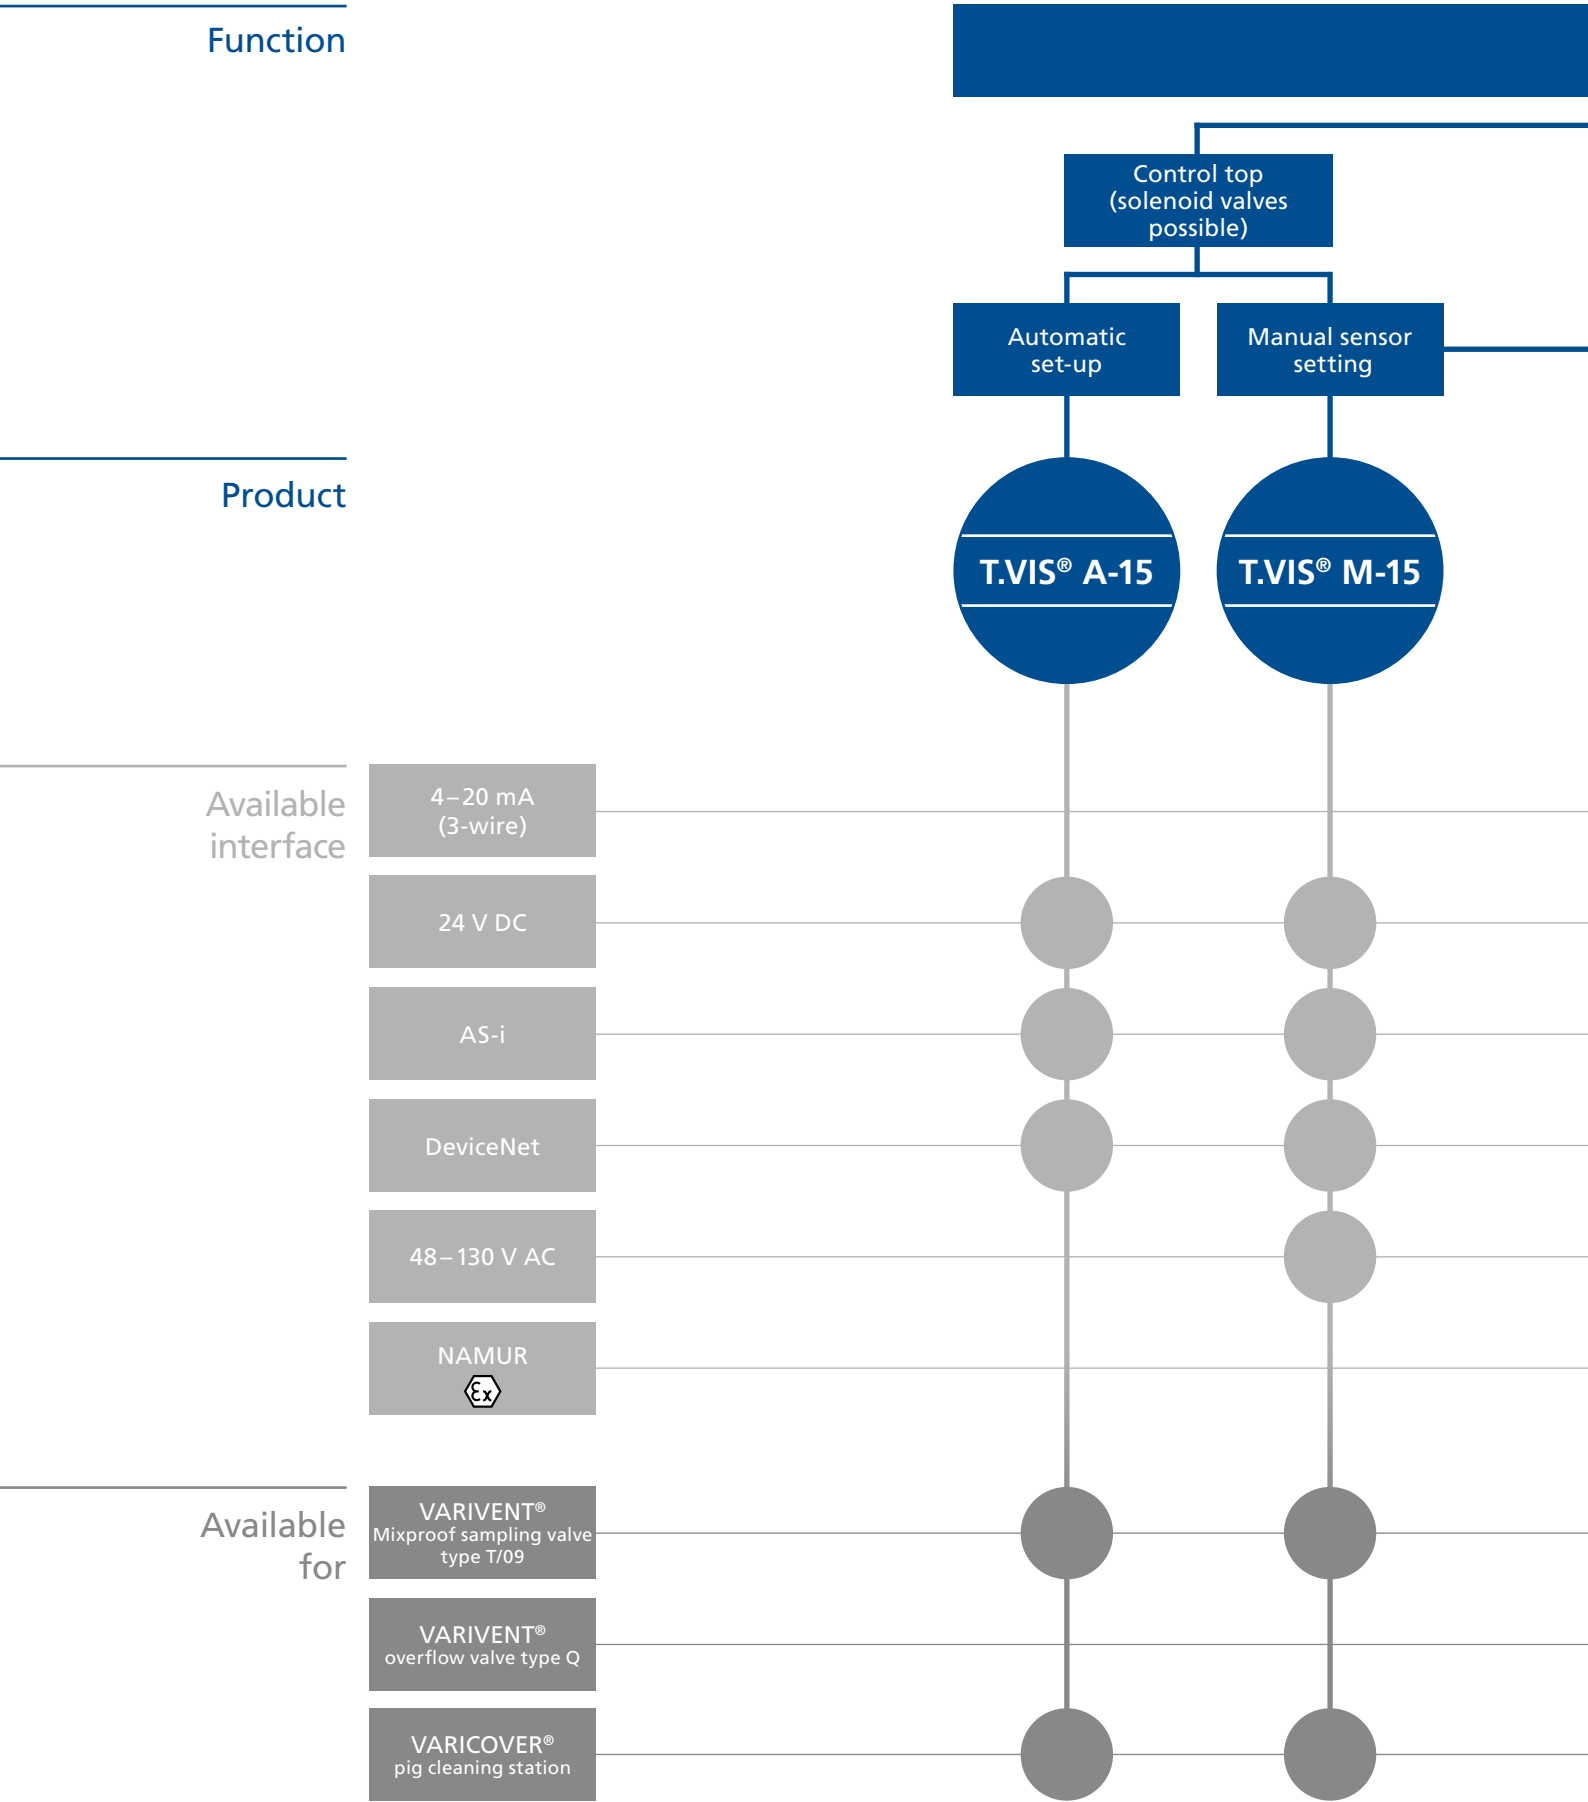 Function
Control top
(solenoid valves
possible)
Automatic
set-up
Manual sensor
setting
Product
T.VIS® A-15
T.VIS® M-15
Available
interface
4–20 mA
(3-wire)
24 V DC
AS-i
DeviceNet
48–130 V AC
NAMUR
εx
Available
for
VARIVENT®
Mixproof sampling valve
type T/09
VARIVENT®
overflow valve type Q
VARICOVER®
pig cleaning station